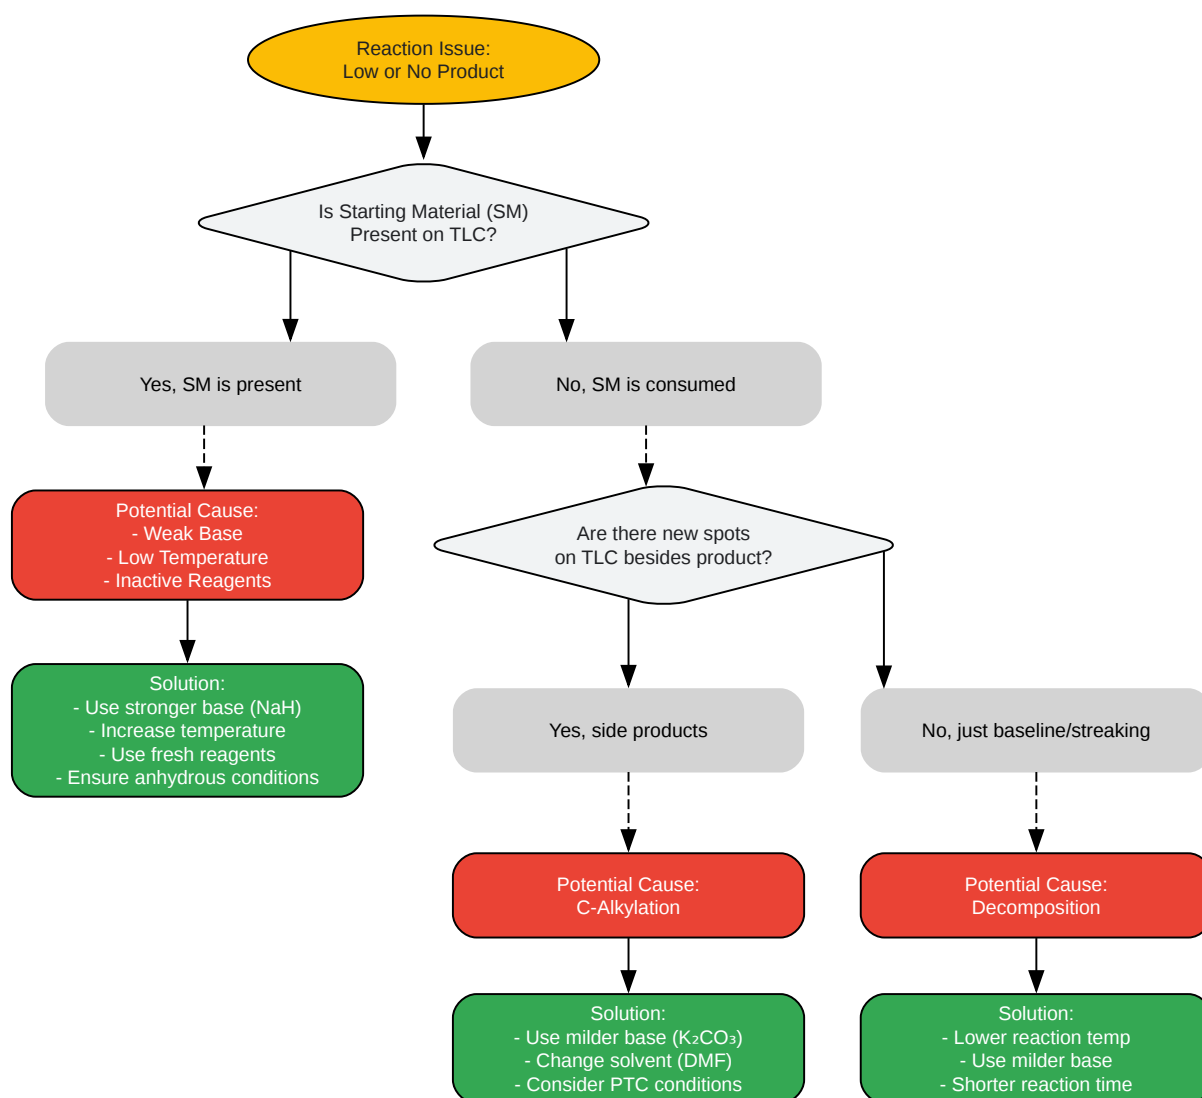 Reaction Issue:
Low or No Product
Is Starting Material (SM)
Present on TLC?
Yes, SM is present
No, SM is consumed
Potential Cause:
- Weak Base
- Low Temperature
- Inactive Reagents
Are there new spots
on TLC besides product?
Solution:
- Use stronger base (NaH)
- Increase temperature
- Use fresh reagents
- Ensure anhydrous conditions
Yes, side products
No, just baseline/streaking
Potential Cause:
C-Alkylation
Potential Cause:
Decomposition
Solution:
- Use milder base (K₂CO₃)
- Change solvent (DMF)
- Consider PTC conditions
Solution:
- Lower reaction temp
- Use milder base
- Shorter reaction time